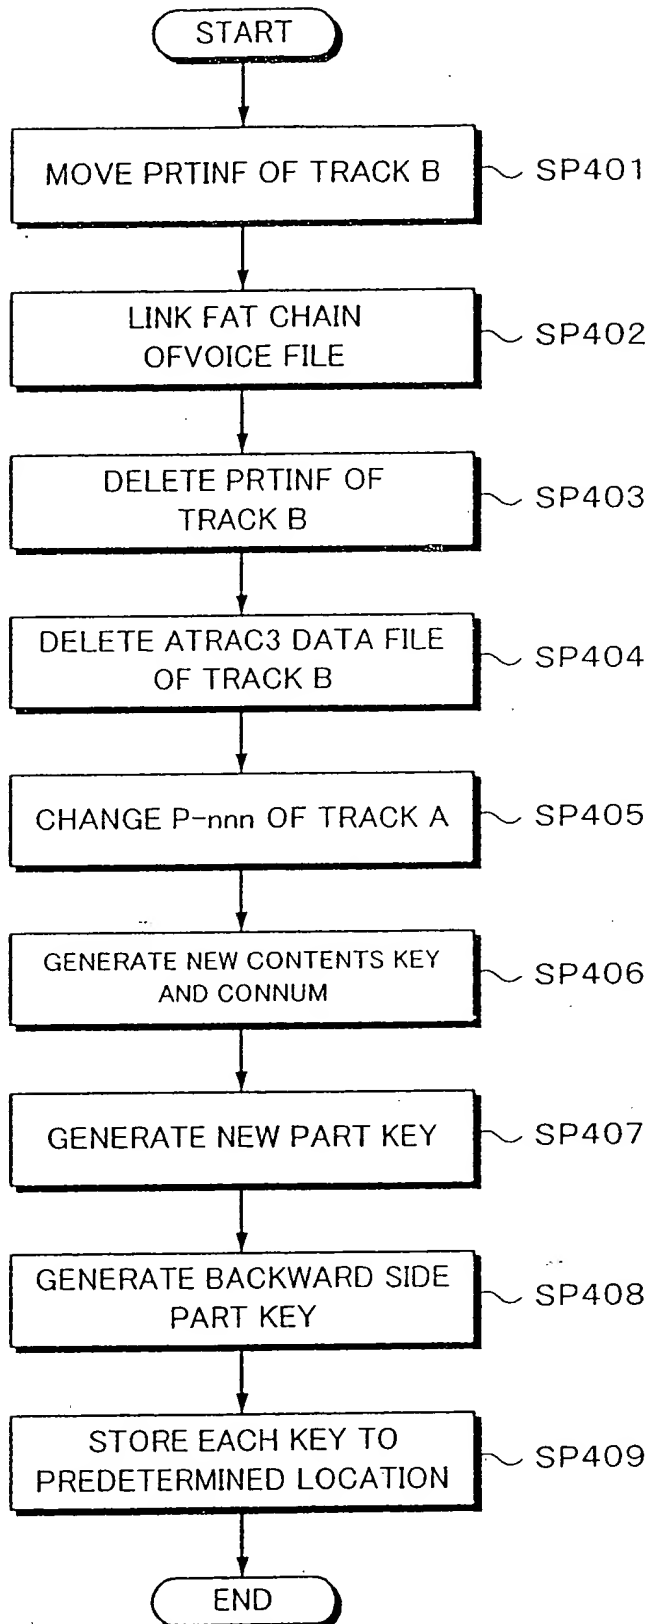 START
MOVE PRTINF OF TRACK B
SP401
LINK FAT CHAIN
OFVOICE FILE
SP402
DELETE PRTINF OF
TRACK B
SP403
DELETE ATRAC3 DATA FILE
OF TRACK B
SP404
CHANGE P-nnn OF TRACK A
SP405
GENERATE NEW CONTENTS KEY
AND CONNUM
SP406
GENERATE NEW PART KEY
SP407
GENERATE BACKWARD SIDE
PART KEY
SP408
STORE EACH KEY TO
PREDETERMINED LOCATION
SP409
END